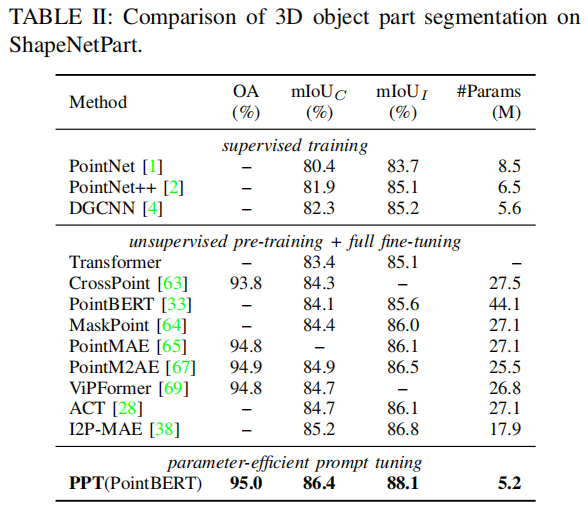 TABLE II: Comparison of 3D object part segmentation on
ShapeNetPart.
Method OA (%) mIoU_C (%) mIoU_I (%) #Params (M)
supervised training
PointNet [1] – 80.4 83.7 8.5
PointNet++ [2] – 81.9 85.1 6.5
DGCNN [4] – 82.3 85.2 5.6
unsupervised pre-training + full fine-tuning
Transformer – 83.4 85.1 –
CrossPoint [63] 93.8 84.3 – 27.5
PointBERT [33] – 84.1 85.6 44.1
MaskPoint [64] – 84.4 86.0 27.1
PointMAE [65] 94.8 – 86.1 27.1
PointM2AE [67] 94.9 84.9 86.5 25.5
ViPFormer [69] 94.8 84.7 – 26.8
ACT [28] – 84.7 86.1 27.1
I2P-MAE [38] – 85.2 86.8 17.9
parameter-efficient prompt tuning
PPT(PointBERT) 95.0 86.4 88.1 5.2